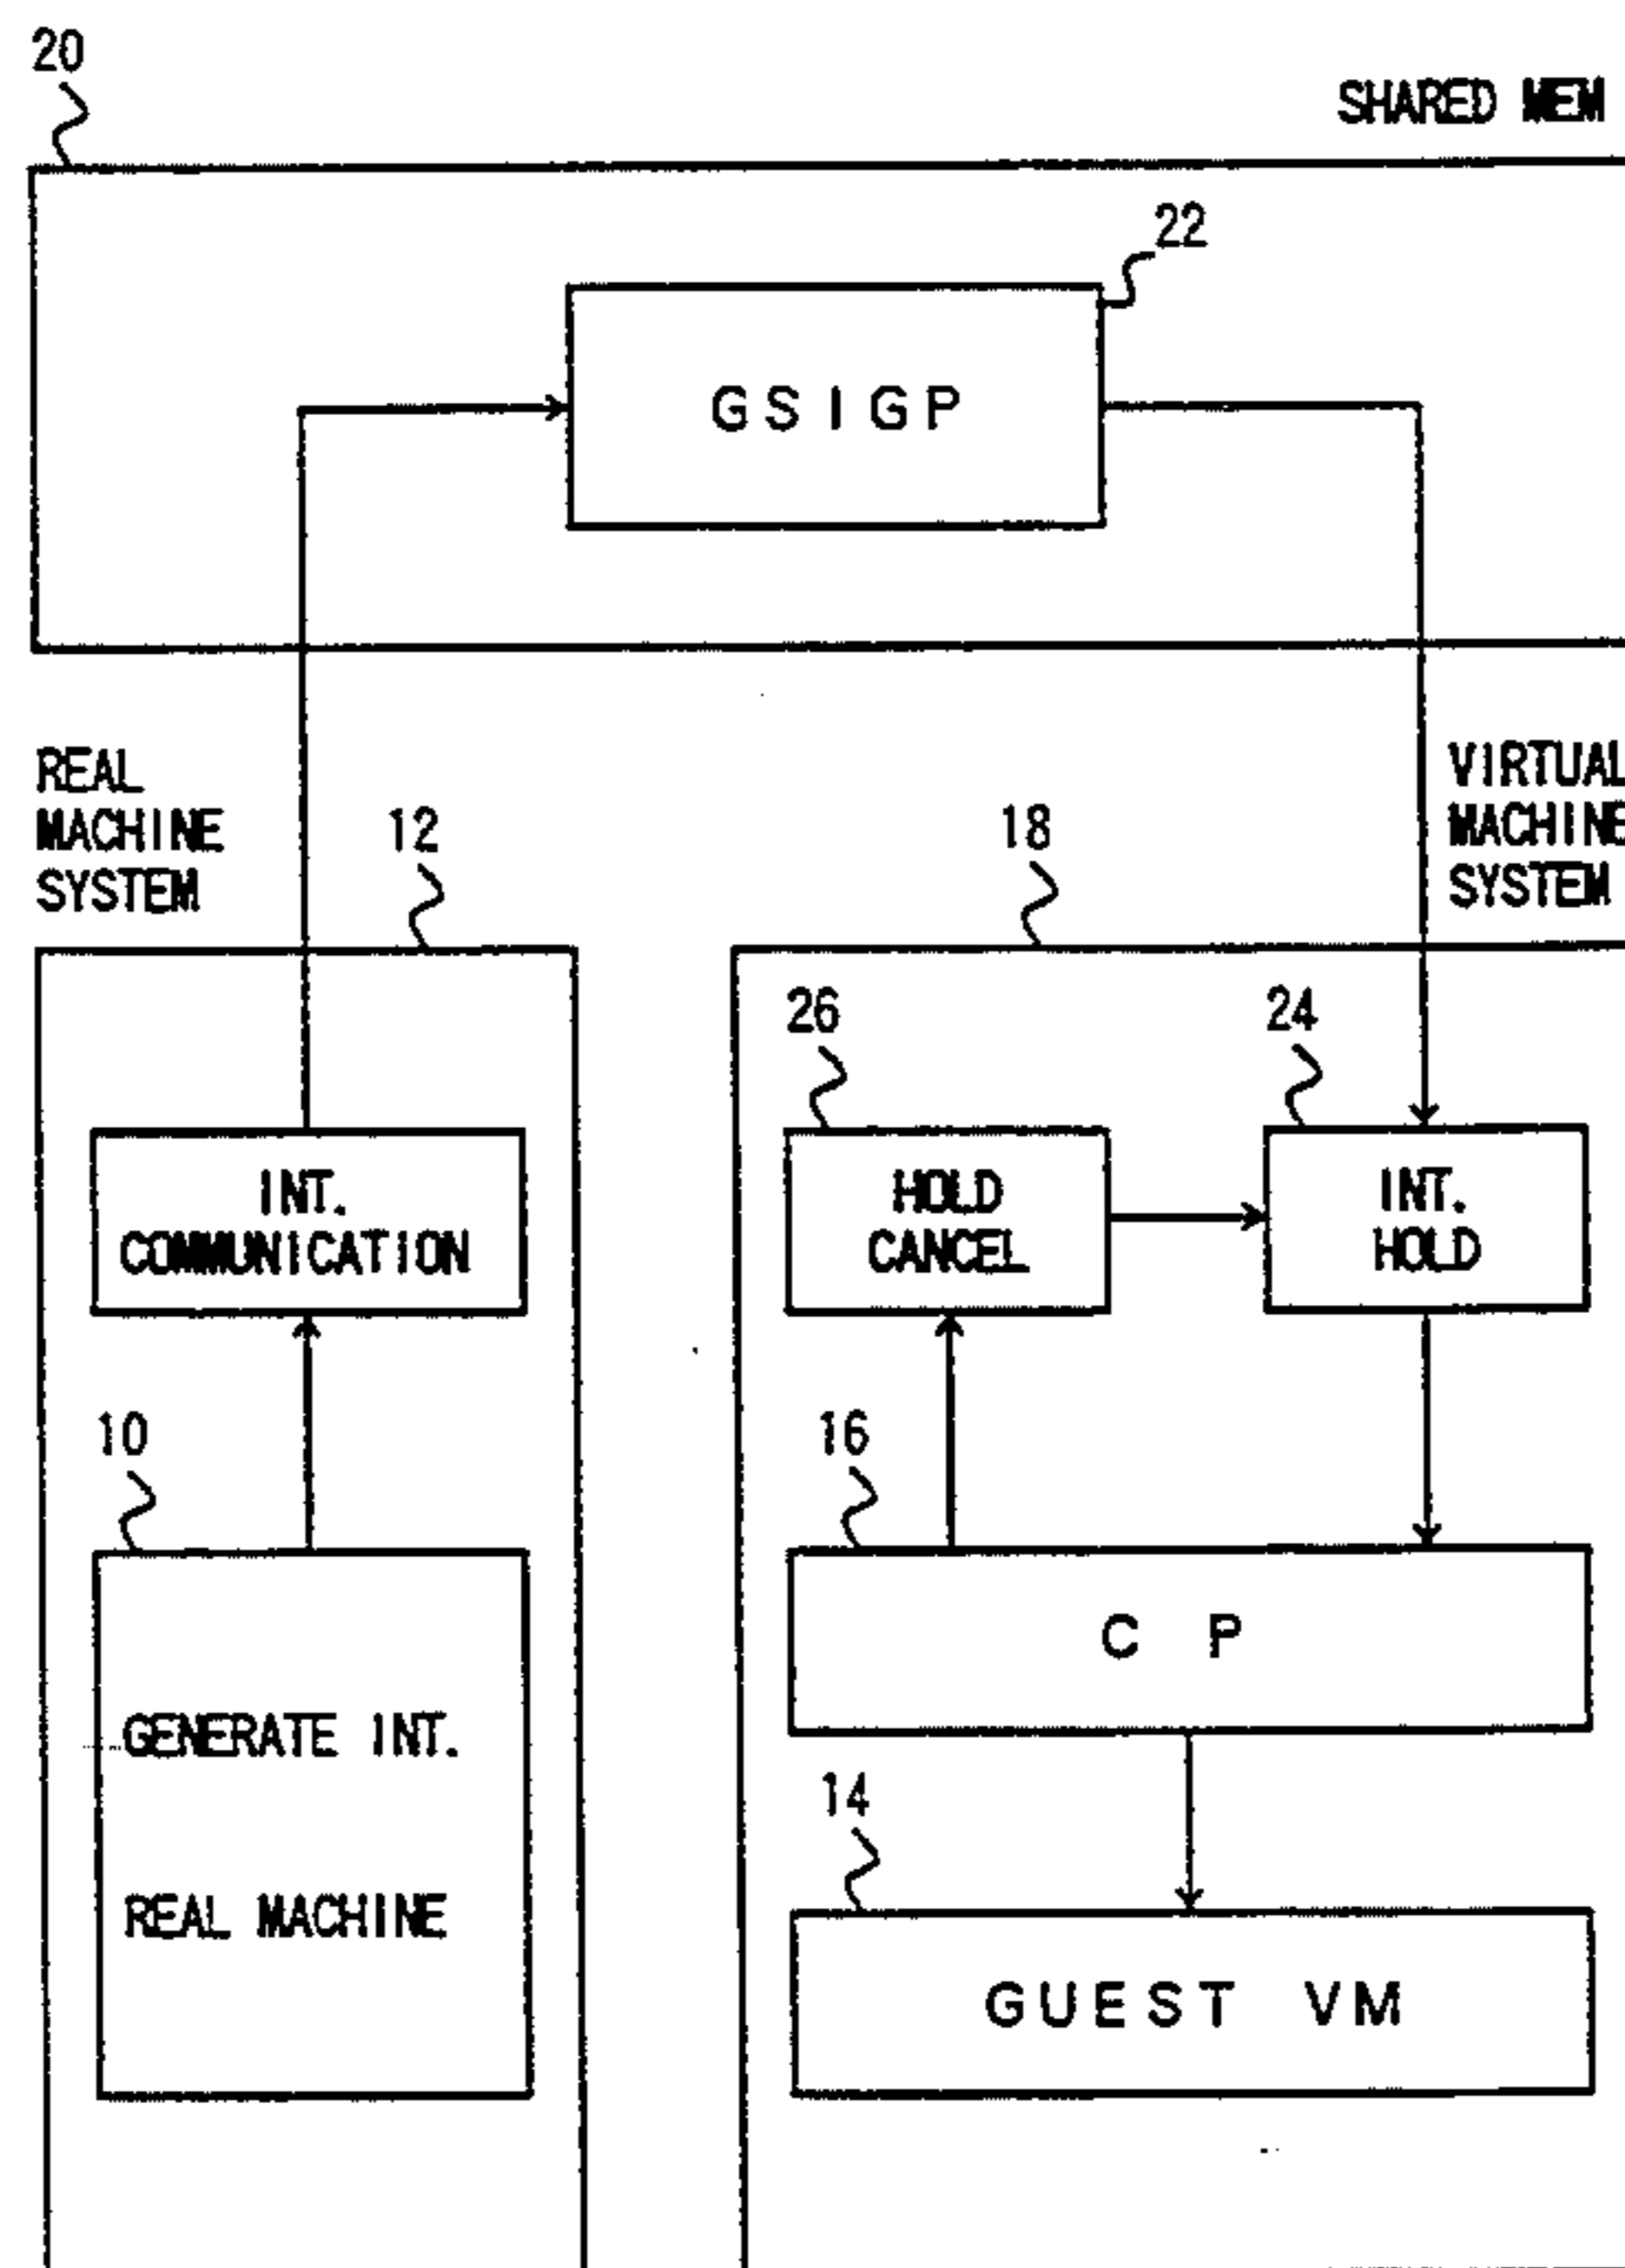 20
SHARED MEM
22
GSIGP
REAL
MACHINE
SYSTEM
12
18
VIRTUAL
MACHINE
SYSTEM
26
24
INT.
COMMUNICATION
HOLD
CANCEL
INT.
HOLD
10
16
CP
GENERATE INT.
14
REAL MACHINE
GUEST VM